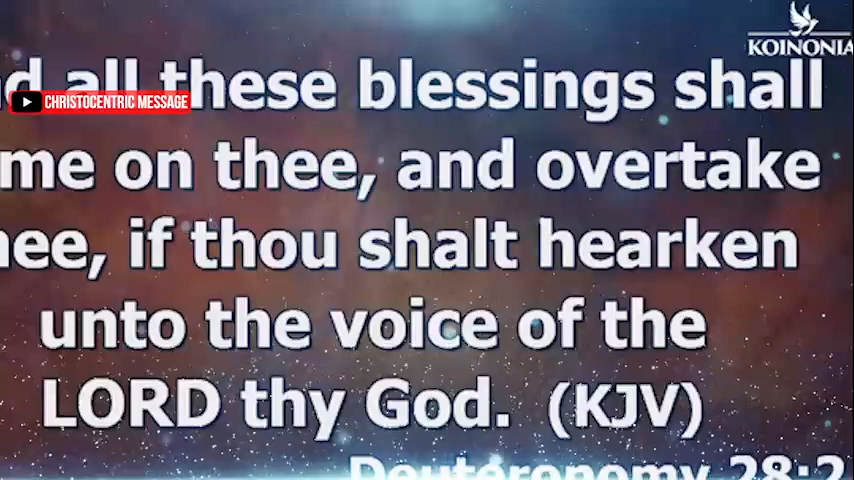 KOINONIA
d all these blessings shall
CHRISTOCENTRIC MESSAGE
me on thee, and overtake
hee, if thou shalt hearken
unto the voice of the
LORD thy God. (KJV)
Deuteronomy 28:2